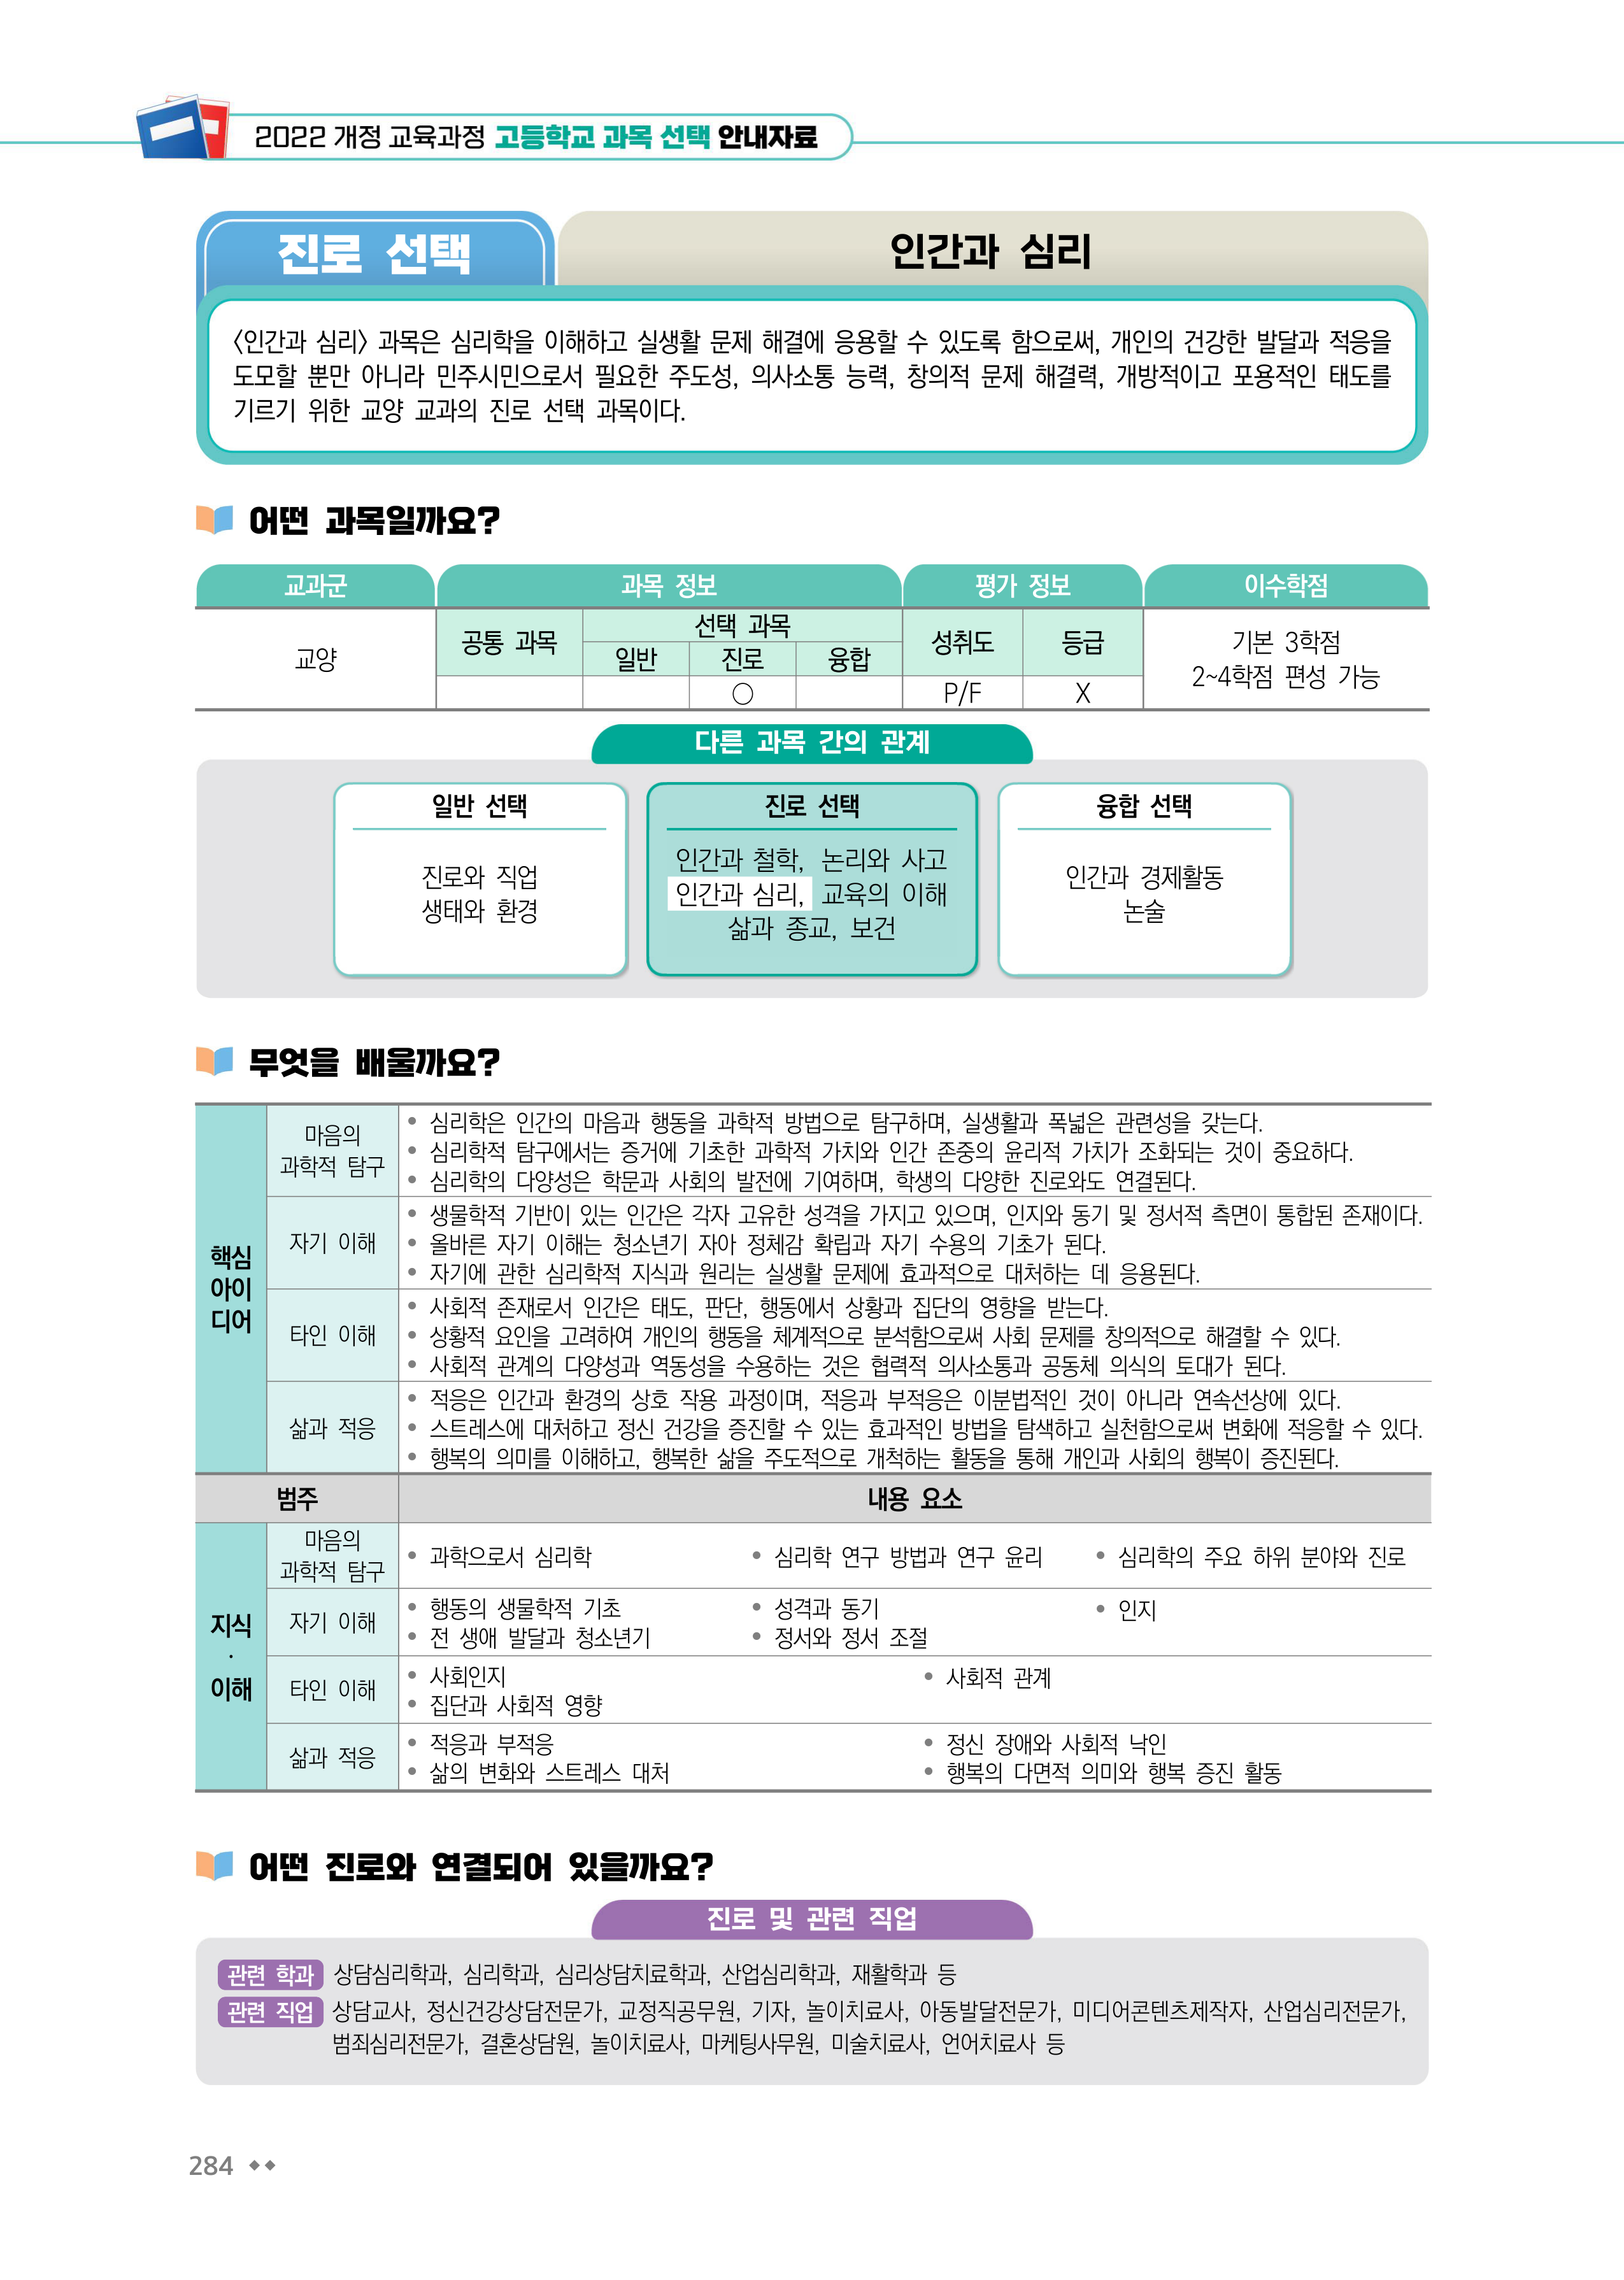 2022 개정 교육과정 고등학교 과목 선택 안내자료
진로 선택
인간과 심리
〈인간과 심리〉 과목은 심리학을 이해하고 실생활 문제 해결에 응용할 수 있도록 함으로써, 개인의 건강한 발달과 적응을
도모할 뿐만 아니라 민주시민으로서 필요한 주도성, 의사소통 능력, 창의적 문제 해결력, 개방적이고 포용적인 태도를
기르기 위한 교양 교과의 진로 선택 과목이다.
어떤 과목일까요?
교과군 과목 정보 평가 정보 이수학점
공통 과목 선택 과목 성취도 등급
일반 진로 융합
교양
○ P/F X
기본 3학점
2~4학점 편성 가능
다른 과목 간의 관계
일반 선택
진로와 직업
생태와 환경
진로 선택
인간과 철학, 논리와 사고
인간과 심리, 교육의 이해
삶과 종교, 보건
융합 선택
인간과 경제활동
논술
무엇을 배울까요?
핵심
아이
디어
마음의
과학적 탐구
• 심리학은 인간의 마음과 행동을 과학적 방법으로 탐구하며, 실생활과 폭넓은 관련성을 갖는다.
• 심리학적 탐구에서는 증거에 기초한 과학적 가치와 인간 존중의 윤리적 가치가 조화되는 것이 중요하다.
• 심리학의 다양성은 학문과 사회의 발전에 기여하며, 학생의 다양한 진로와도 연결된다.
자기 이해
• 생물학적 기반이 있는 인간은 각자 고유한 성격을 가지고 있으며, 인지와 동기 및 정서적 측면이 통합된 존재이다.
• 올바른 자기 이해는 청소년기 자아 정체감 확립과 자기 수용의 기초가 된다.
• 자기에 관한 심리학적 지식과 원리는 실생활 문제에 효과적으로 대처하는 데 응용된다.
타인 이해
• 사회적 존재로서 인간은 태도, 판단, 행동에서 상황과 집단의 영향을 받는다.
• 상황적 요인을 고려하여 개인의 행동을 체계적으로 분석함으로써 사회 문제를 창의적으로 해결할 수 있다.
• 사회적 관계의 다양성과 역동성을 수용하는 것은 협력적 의사소통과 공동체 의식의 토대가 된다.
삶과 적응
• 적응은 인간과 환경의 상호 작용 과정이며, 적응과 부적응은 이분법적인 것이 아니라 연속선상에 있다.
• 스트레스에 대처하고 정신 건강을 증진할 수 있는 효과적인 방법을 탐색하고 실천함으로써 변화에 적응할 수 있다.
• 행복의 의미를 이해하고, 행복한 삶을 주도적으로 개척하는 활동을 통해 개인과 사회의 행복이 증진된다.
범주 내용 요소
지식
·
이해
마음의
과학적 탐구
• 과학으로서 심리학 • 심리학 연구 방법과 연구 윤리 • 심리학의 주요 하위 분야와 진로
자기 이해
• 행동의 생물학적 기초 • 성격과 동기 • 인지
• 전 생애 발달과 청소년기 • 정서와 정서 조절
타인 이해
• 사회인지 • 사회적 관계
• 집단과 사회적 영향
삶과 적응
• 적응과 부적응 • 정신 장애와 사회적 낙인
• 삶의 변화와 스트레스 대처 • 행복의 다면적 의미와 행복 증진 활동
어떤 진로와 연결되어 있을까요?
진로 및 관련 직업
관련 학과 상담심리학과, 심리학과, 심리상담치료학과, 산업심리학과, 재활학과 등
관련 직업 상담교사, 정신건강상담전문가, 교정직공무원, 기자, 놀이치료사, 아동발달전문가, 미디어콘텐츠제작자, 산업심리전문가,
범죄심리전문가, 결혼상담원, 놀이치료사, 마케팅사무원, 미술치료사, 언어치료사 등
284